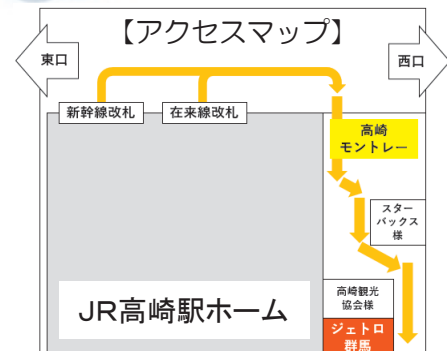 【アクセスマップ】
東口
西口
新幹線改札
在来線改札
高崎
モントレー
スター
バックス
様
高崎観光
協会様
JR高崎駅ホーム
ジェトロ
群馬